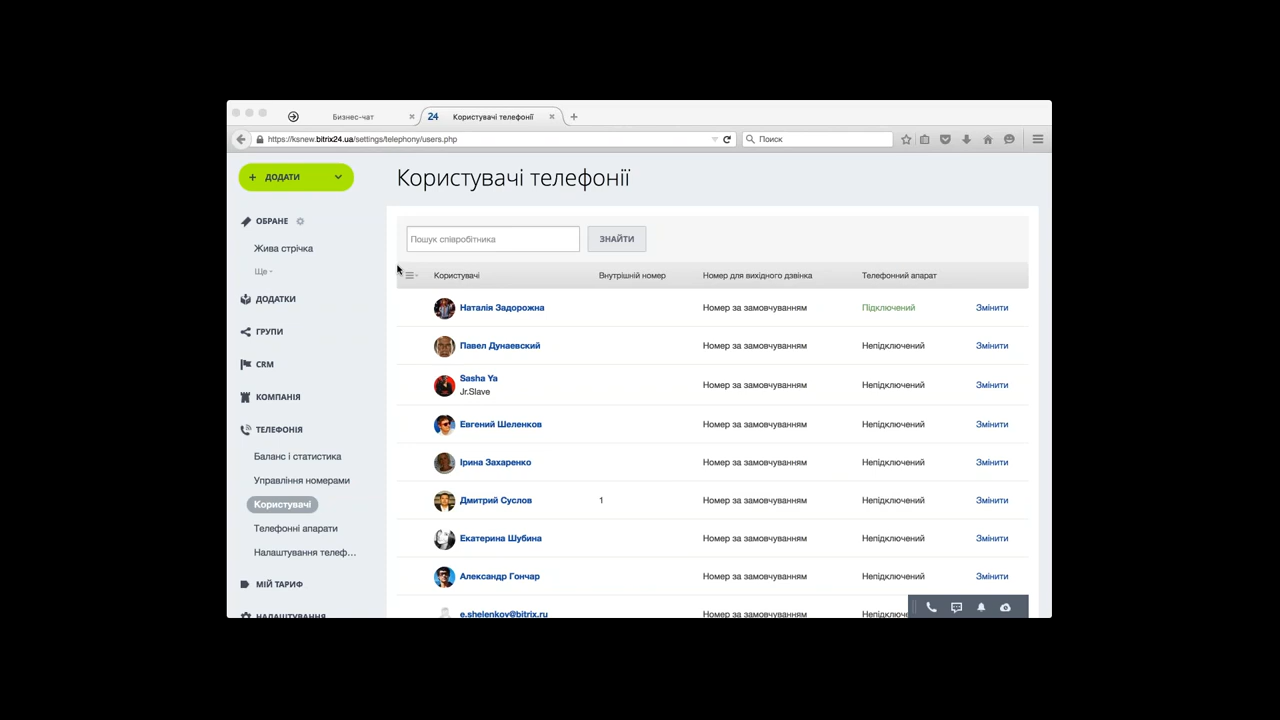 Бизнес-чат
24 Користувачі телефонії
https://ksnew.bitrix24.ua/settings/telephony/users.php
Поиск
ДОДАТИ
Користувачі телефонії
ОБРАНЕ
Жива стрічка
Ще
ДОДАТКИ
ГРУПИ
CRM
КОМПАНІЯ
ТЕЛЕФОНІЯ
Баланс і статистика
Управління номерами
Користувачі
Телефонні апарати
Налаштування телеф...
МІЙ ТАРИФ
НАЛАШТУВАННЯ
Пошук співробітника
ЗНАЙТИ
Користувачі Внутрішній номер Номер для вихідного дзвінка Телефонний апарат
Наталія Задорожна Номер за замовчуванням Підключений Змінити
Павел Дунаевский Номер за замовчуванням Непідключений Змінити
Sasha Ya
Jr.Slave Номер за замовчуванням Непідключений Змінити
Евгений Шеленков Номер за замовчуванням Непідключений Змінити
Ірина Захаренко Номер за замовчуванням Непідключений Змінити
Дмитрий Суслов 1 Номер за замовчуванням Непідключений Змінити
Екатерина Шубина Номер за замовчуванням Непідключений Змінити
Александр Гончар Номер за замовчуванням Непідключений Змінити
e.shelenkov@bitrix.ru Номер за замовчуванням